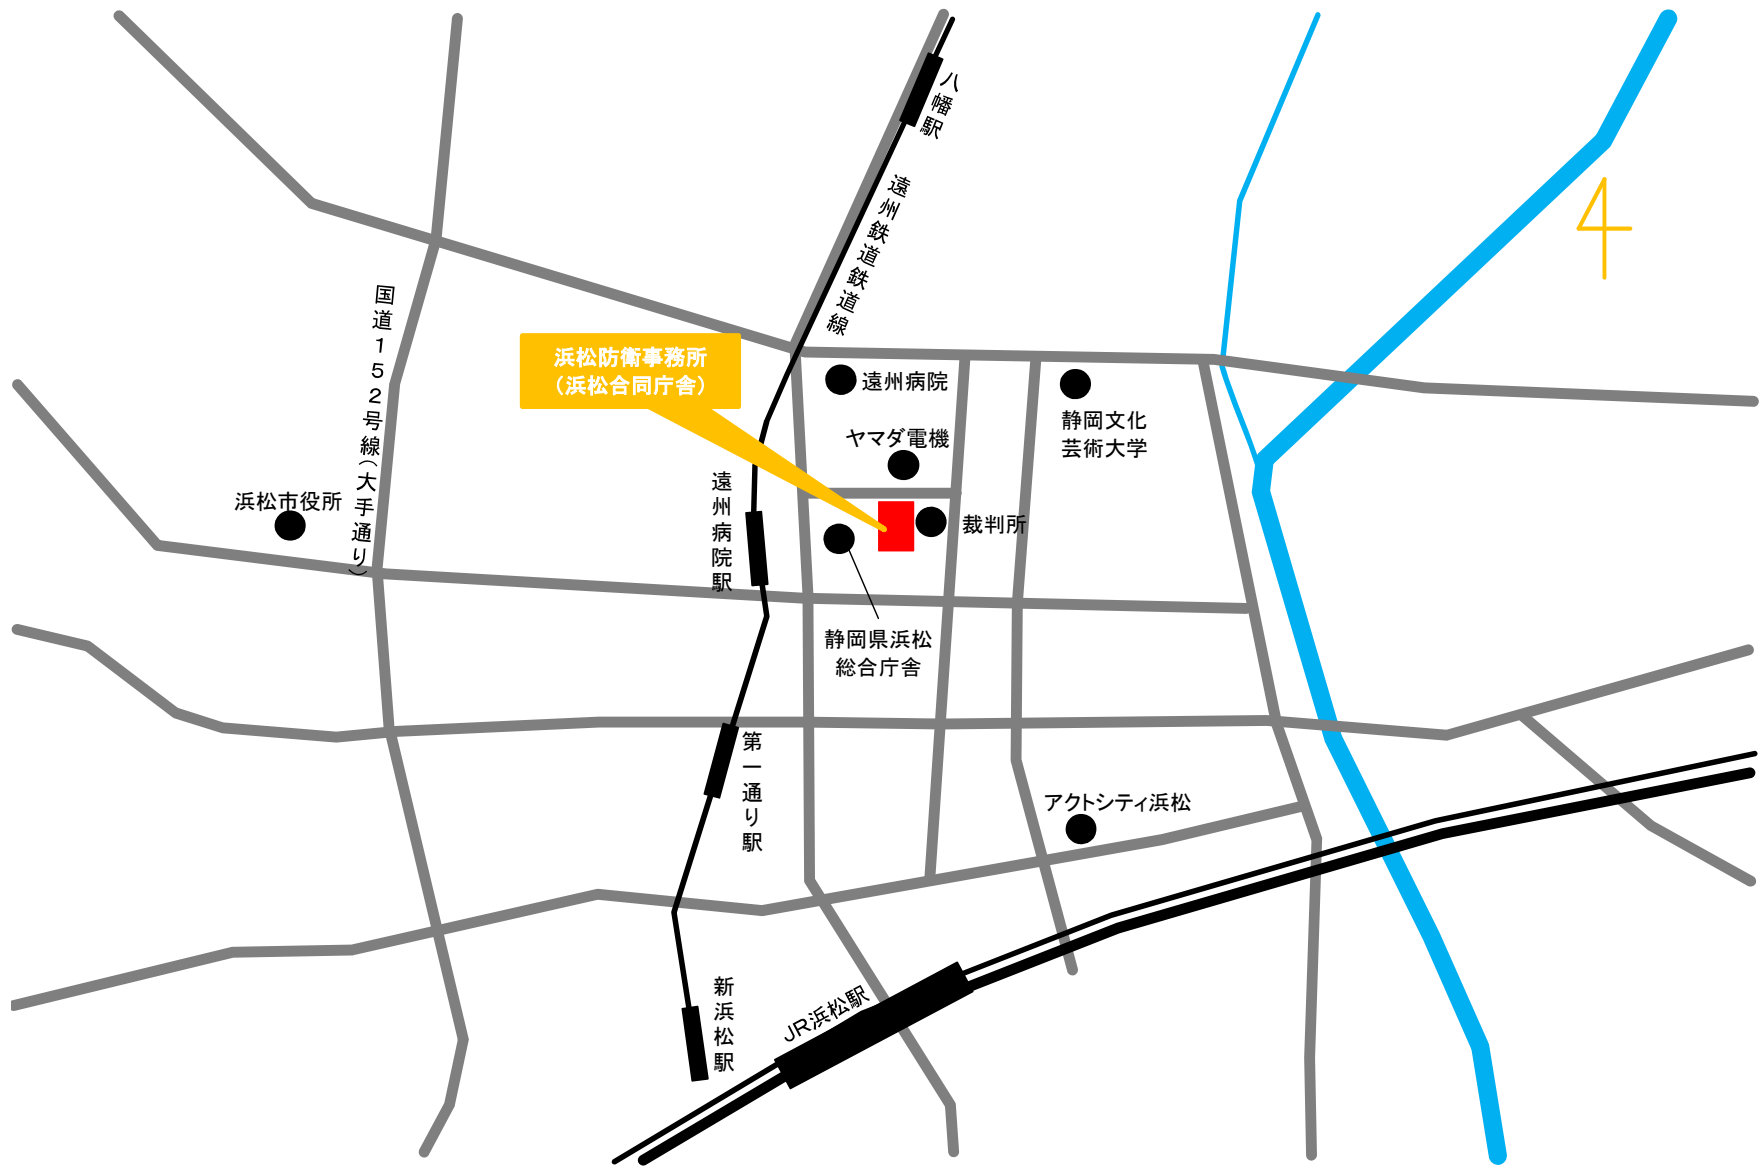 八幡駅
遠州鉄道鉄道線
国道152号線(大手通り)
浜松防衛事務所
(浜松合同庁舎)
遠州病院
静岡文化
芸術大学
ヤマダ電機
浜松市役所
遠州病院駅
裁判所
静岡県浜松
総合庁舎
第一通り駅
アクトシティ浜松
新浜松駅
JR浜松駅